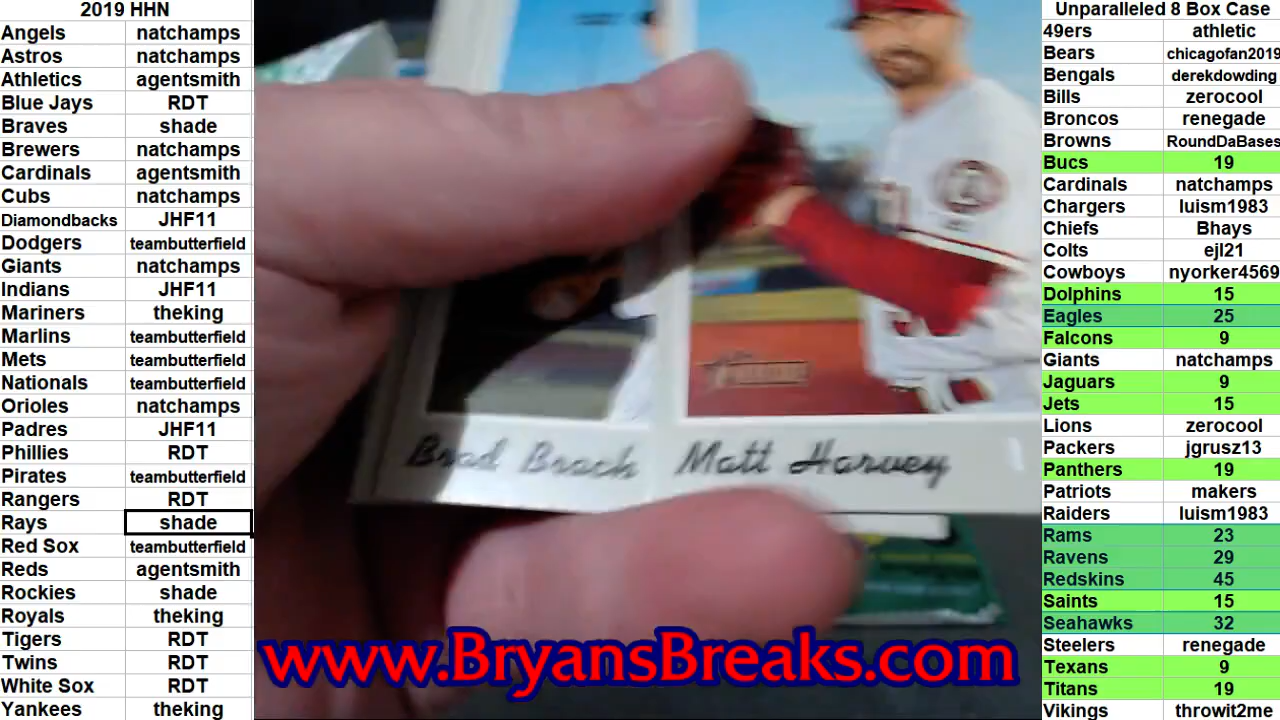 2019 HHN
Angels natchamps
Astros natchamps
Athletics agentsmith
Blue Jays RDT
Braves shade
Brewers natchamps
Cardinals agentsmith
Cubs natchamps
Diamondbacks JHF11
Dodgers teambutterfield
Giants natchamps
Indians JHF11
Mariners theking
Marlins teambutterfield
Mets teambutterfield
Nationals teambutterfield
Orioles natchamps
Padres JHF11
Phillies RDT
Pirates teambutterfield
Rangers RDT
Rays shade
Red Sox teambutterfield
Reds agentsmith
Rockies shade
Royals theking
Tigers RDT
Twins RDT
White Sox RDT
Yankees theking
Brad Brach Matt Harvey
www.BryansBreaks.com
Unparalleled 8 Box Case
49ers athletic
Bears chicagofan2019
Bengals derekdowding
Bills zerocool
Broncos renegade
Browns RoundDaBases
Bucs 19
Cardinals natchamps
Chargers luism1983
Chiefs Bhays
Colts ejl21
Cowboys nyorker4569
Dolphins 15
Eagles 25
Falcons 9
Giants natchamps
Jaguars 9
Jets 15
Lions zerocool
Packers jgrusz13
Panthers 19
Patriots makers
Raiders luism1983
Rams 23
Ravens 29
Redskins 45
Saints 15
Seahawks 32
Steelers renegade
Texans 9
Titans 19
Vikings throwit2me